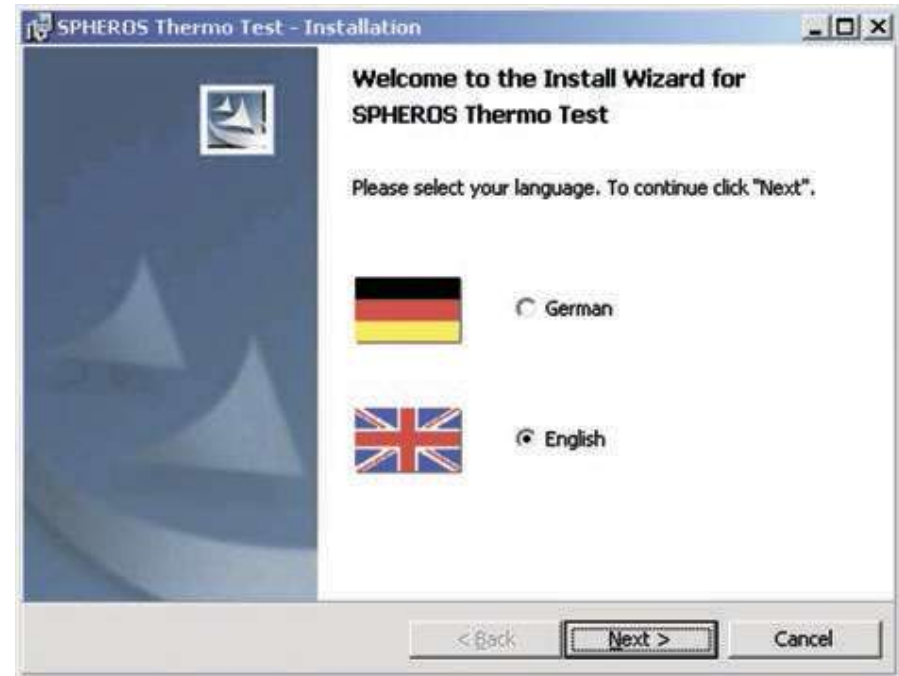 SPHEROS Thermo Test - Installation
Welcome to the Install Wizard for
SPHEROS Thermo Test
Please select your language. To continue click "Next".
German
English
< Back Next > Cancel